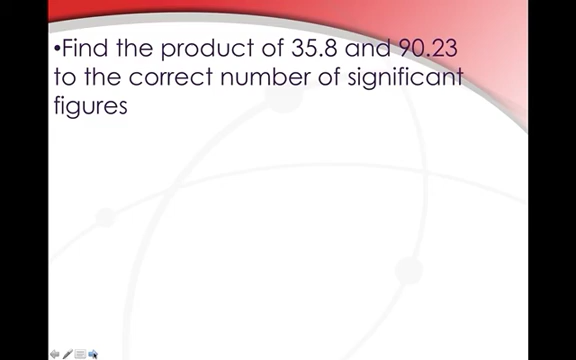 •Find the product of 35.8 and 90.23
to the correct number of significant
figures